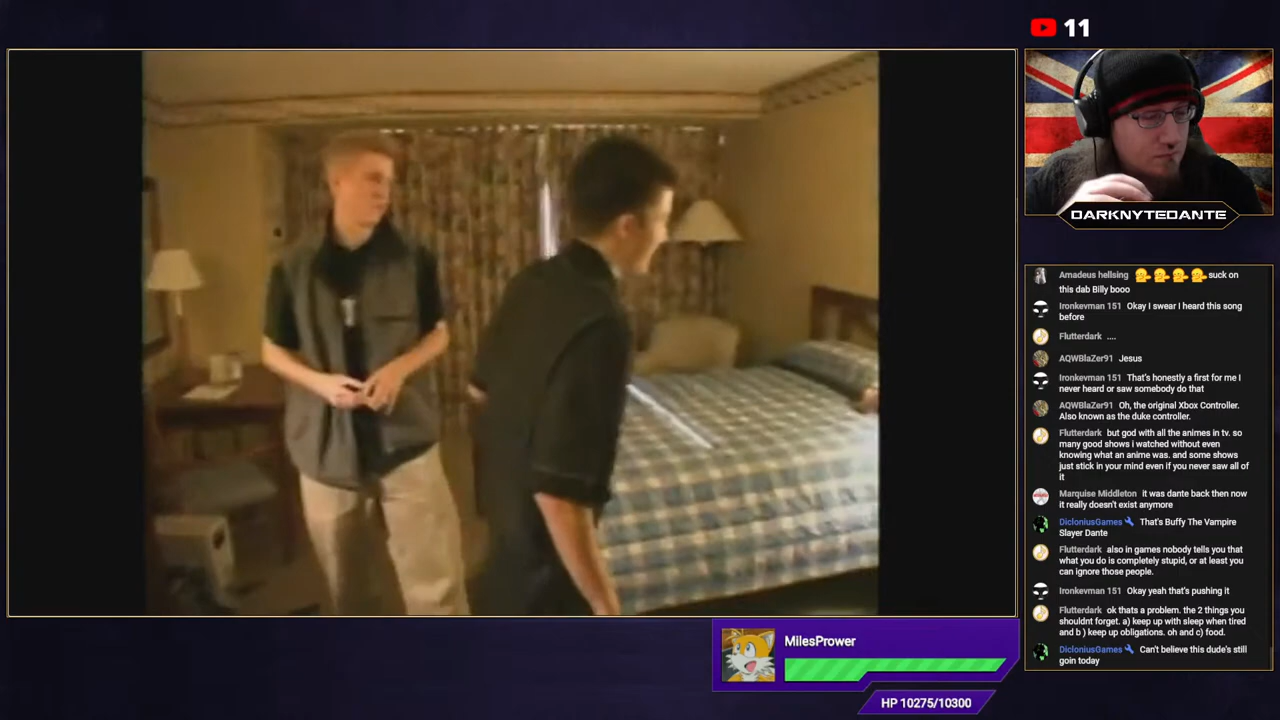 11
DARKNYTEDANTE
Amadeus hellsing suck on
this dab Billy booo
Ironkevman 151 Okay I swear I heard this song
before
Flutterdark ....
AQWBlaZer91 Jesus
Ironkevman 151 That's honestly a first for me I
never heard or saw somebody do that
AQWBlaZer91 Oh, the original Xbox Controller.
Also known as the duke controller.
Flutterdark but god with all the animes in tv. so
many good shows i watched without even
knowing what an anime was. and some shows
just stick in your mind even if you never saw all of
it
Marquise Middleton it was dante back then now
it really doesn't exist anymore
DicloniusGames That's Buffy The Vampire
Slayer Dante
Flutterdark also in games nobody tells you that
what you do is completely stupid, or at least you
can ignore those people.
Ironkevman 151 Okay yeah that's pushing it
Flutterdark ok thats a problem. the 2 things you
shouldnt forget. a) keep up with sleep when tired
and b ) keep up obligations. oh and c) food.
DicloniusGames Can't believe this dude's still
goin today
MilesPrower
HP 10275/10300